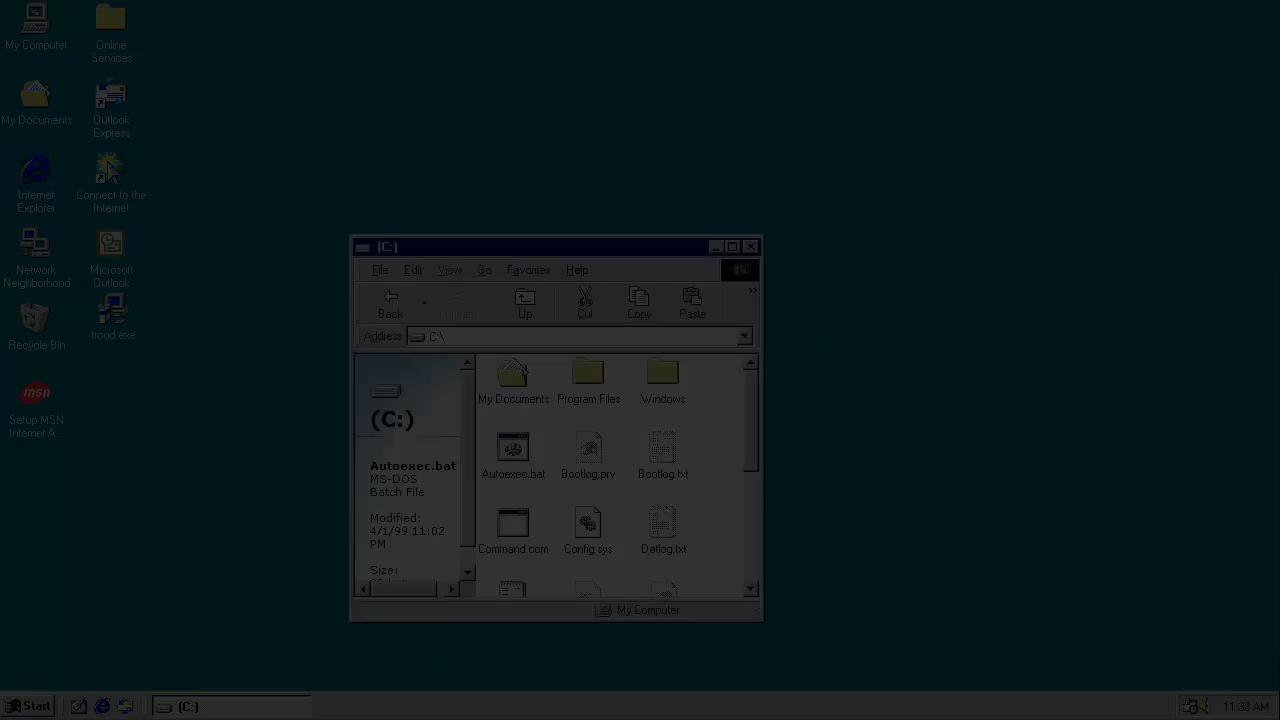 My Computer
Online
Services
My Documents
Outlook
Express
Internet
Explorer
Connect to the
Internet
Network
Neighborhood
Microsoft
Outlook
trood.exe
Recycle Bin
msn
Setup MSN
Internet A...
(C:)
File Edit View Go Favorites Help
Back Up Cut Copy Paste
Address C:\
(C:)
Autoexec.bat
MS-DOS
Batch File
Modified:
4/1/99 11:02
PM
Size:
My Documents Program Files Windows
Autoexec.bat Bootlog.prv Bootlog.txt
Command.com Config.sys Detlog.txt
My Computer
Start (C:) 11:38 AM